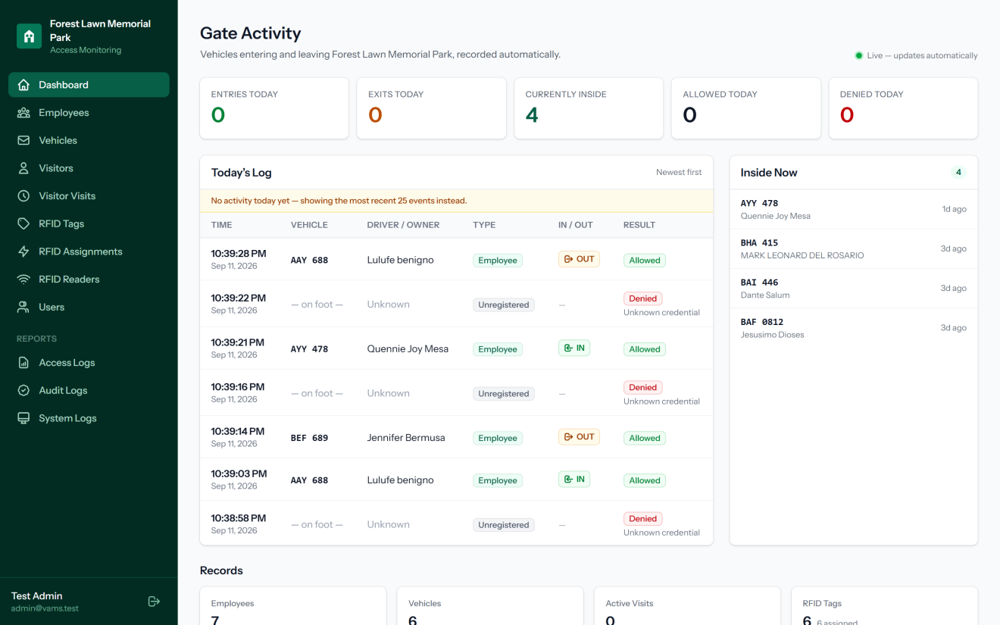 Forest Lawn Memorial
Park
Access Monitoring
Dashboard
Employees
Vehicles
Visitors
Visitor Visits
RFID Tags
RFID Assignments
RFID Readers
Users
REPORTS
Access Logs
Audit Logs
System Logs
Test Admin
admin@vams.test
Gate Activity
Vehicles entering and leaving Forest Lawn Memorial Park, recorded automatically.
Live — updates automatically
ENTRIES TODAY
0
EXITS TODAY
0
CURRENTLY INSIDE
4
ALLOWED TODAY
0
DENIED TODAY
0
Today's Log
Newest first
No activity today yet — showing the most recent 25 events instead.
TIME VEHICLE DRIVER / OWNER TYPE IN / OUT RESULT
10:39:28 PM
Sep 11, 2026
AAY 688 Lulufe benigno Employee OUT Allowed
10:39:22 PM
Sep 11, 2026
— on foot — Unknown Unregistered — Denied
Unknown credential
10:39:21 PM
Sep 11, 2026
AYY 478 Quennie Joy Mesa Employee IN Allowed
10:39:16 PM
Sep 11, 2026
— on foot — Unknown Unregistered — Denied
Unknown credential
10:39:14 PM
Sep 11, 2026
BEF 689 Jennifer Bermusa Employee OUT Allowed
10:39:03 PM
Sep 11, 2026
AAY 688 Lulufe benigno Employee IN Allowed
10:38:58 PM
Sep 11, 2026
— on foot — Unknown Unregistered — Denied
Unknown credential
Inside Now
4
AYY 478
Quennie Joy Mesa
1d ago
BHA 415
MARK LEONARD DEL ROSARIO
3d ago
BAI 446
Dante Salum
3d ago
BAF 0812
Jesusimo Dioses
3d ago
Records
Employees
7
Vehicles
6
Active Visits
0
RFID Tags
6 6 assigned